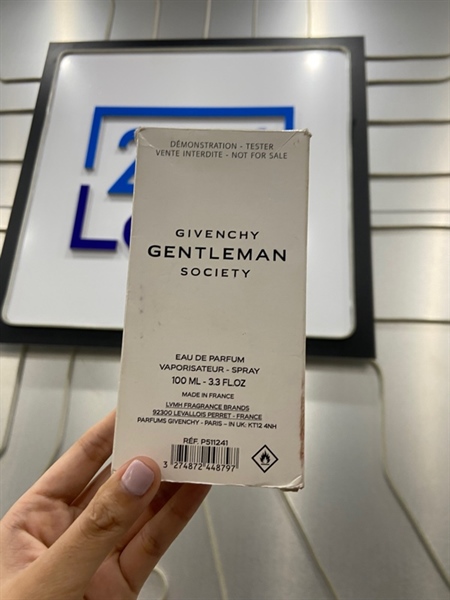 DÉMONSTRATION - TESTER
VENTE INTERDITE - NOT FOR SALE
GIVENCHY
GENTLEMAN
SOCIETY
EAU DE PARFUM
VAPORISATEUR - SPRAY
100 ML - 3.3 FL.OZ
MADE IN FRANCE
LVMH FRAGRANCE BRANDS
92300 LEVALLOIS PERRET - FRANCE
PARFUMS GIVENCHY - PARIS - IN UK: KT12 4NH
RÉF. P511241
3 274872 448797